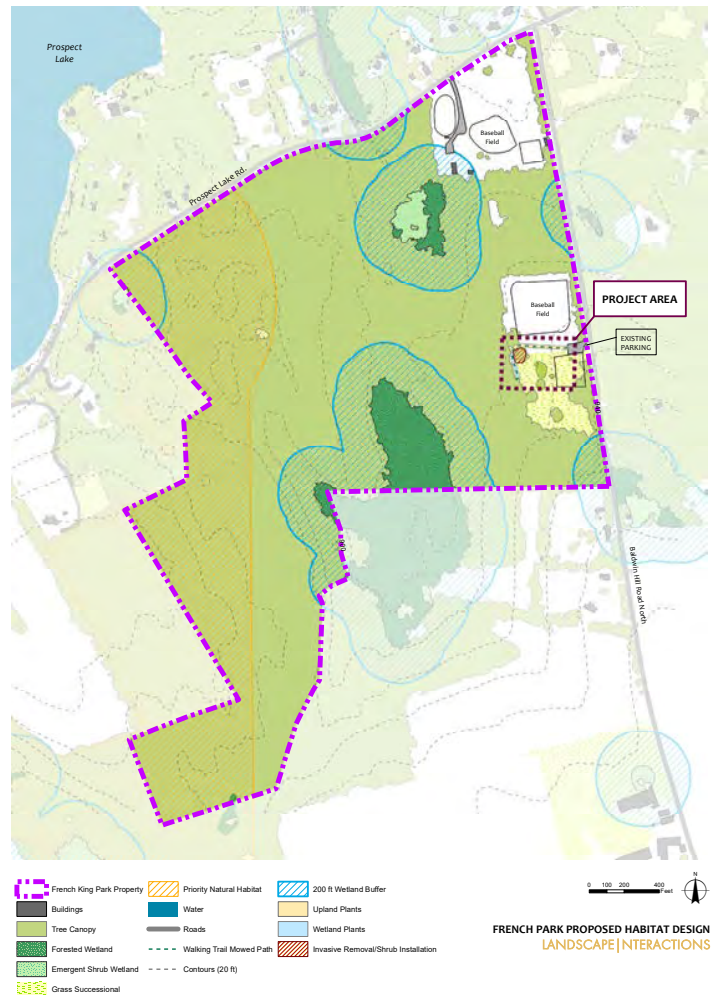 Prospect
Lake
Prospect Lake Rd.
Baseball
Field
Baseball
Field
PROJECT AREA
EXISTING
PARKING
Baldwin Hill Road North
French King Park Property
Buildings
Tree Canopy
Forested Wetland
Emergent Shrub Wetland
Grass Successional
Priority Natural Habitat
Water
Roads
Walking Trail Mowed Path
Contours (20 ft)
200 ft Wetland Buffer
Upland Plants
Wetland Plants
Invasive Removal/Shrub Installation
0 100 200 400
Feet
N
FRENCH PARK PROPOSED HABITAT DESIGN
LANDSCAPE|NTERACTIONS